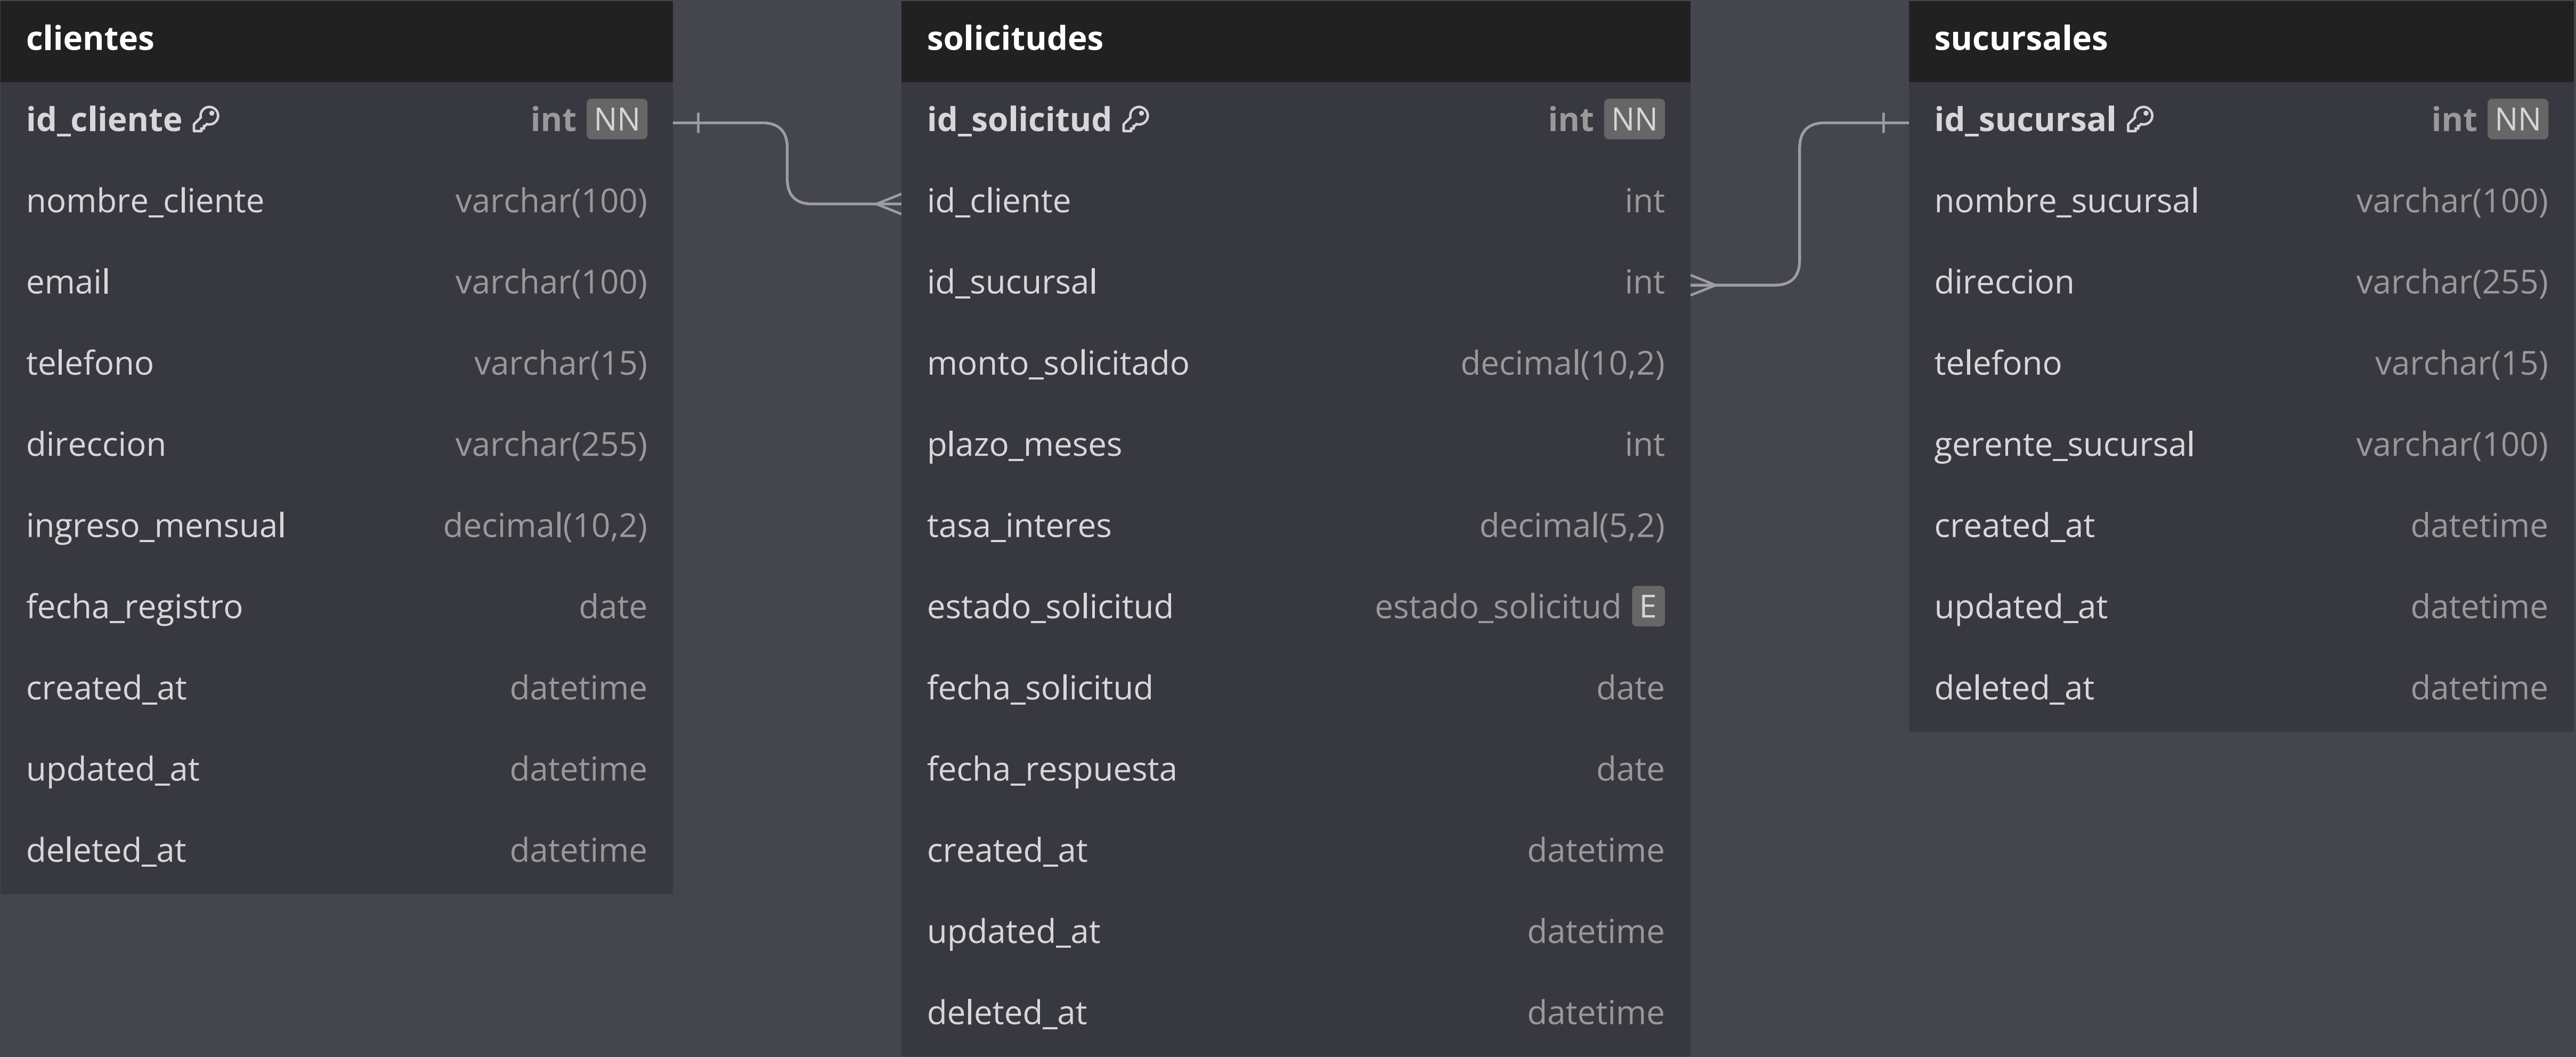 clientes
id_cliente int NN
nombre_cliente varchar(100)
email varchar(100)
telefono varchar(15)
direccion varchar(255)
ingreso_mensual decimal(10,2)
fecha_registro date
created_at datetime
updated_at datetime
deleted_at datetime
solicitudes
id_solicitud int NN
id_cliente int
id_sucursal int
monto_solicitado decimal(10,2)
plazo_meses int
tasa_interes decimal(5,2)
estado_solicitud estado_solicitud E
fecha_solicitud date
fecha_respuesta date
created_at datetime
updated_at datetime
deleted_at datetime
sucursales
id_sucursal int NN
nombre_sucursal varchar(100)
direccion varchar(255)
telefono varchar(15)
gerente_sucursal varchar(100)
created_at datetime
updated_at datetime
deleted_at datetime